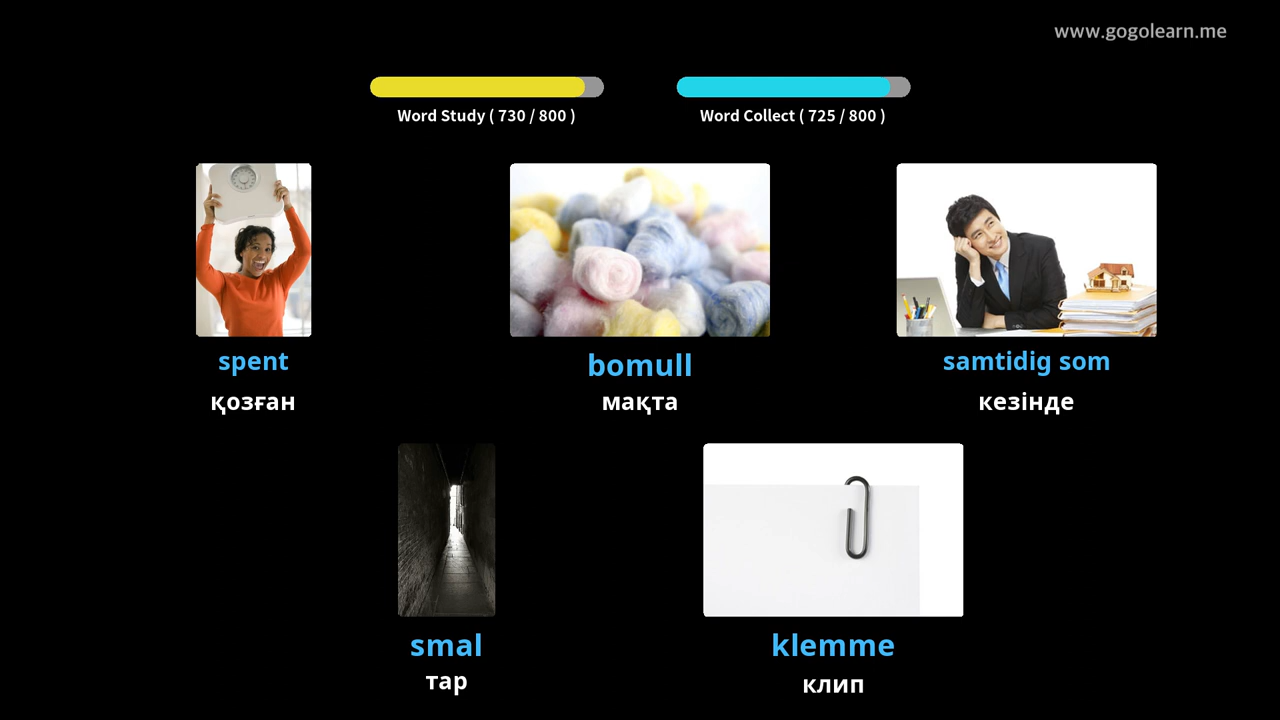 www.gogolearn.me
Word Study ( 730 / 800 )
Word Collect ( 725 / 800 )
spent
bomull
samtidig som
қозған
мақта
кезінде
smal
klemme
тар
клип